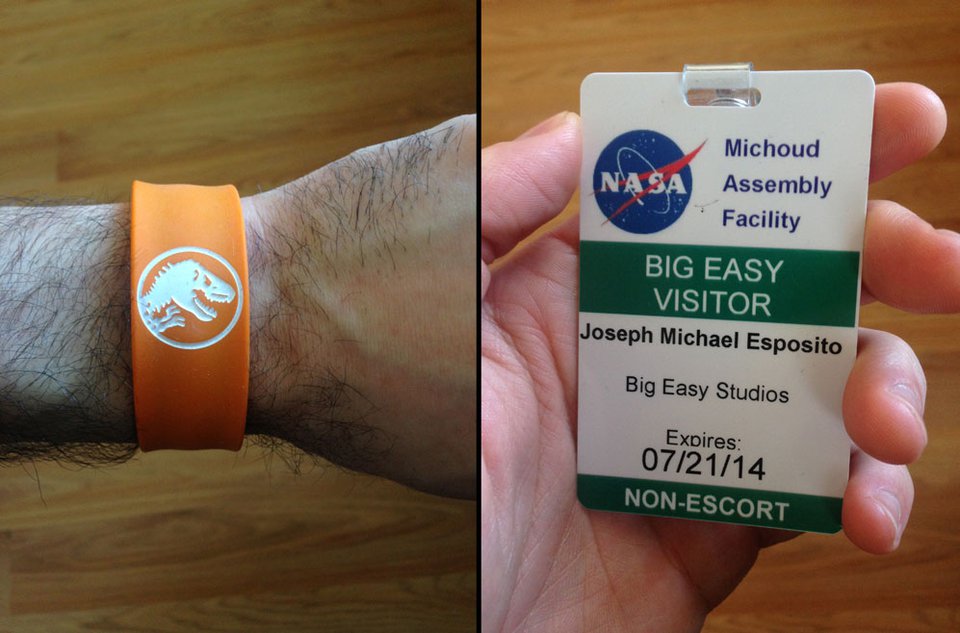 NASA
Michoud
Assembly
Facility
BIG EASY
VISITOR
Joseph Michael Esposito
Big Easy Studios
Expires:
07/21/14
NON-ESCORT